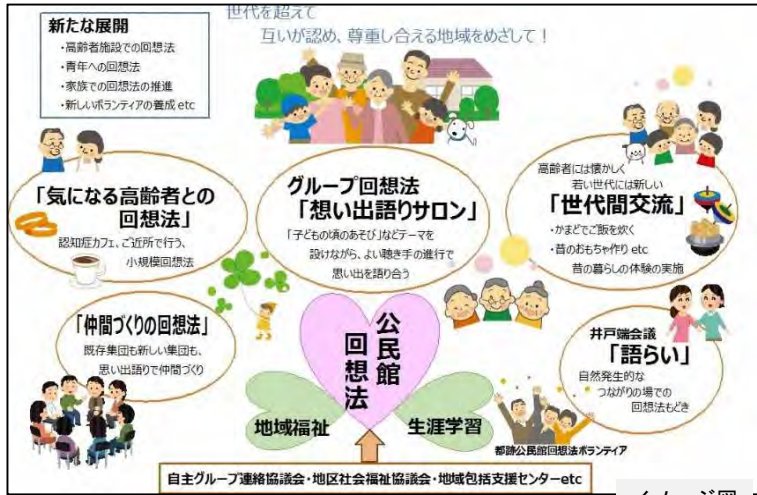 世代を超えて
互いが認め、尊重し合える地域をめざして！
新たな展開
・高齢者施設での回想法
・青年への回想法
・家族での回想法の推進
・新しいボランティアの養成 etc
「気になる高齢者との
回想法」
認知症カフェ、ご近所で行う、
小規模回想法
グループ回想法
「想い出語りサロン」
「子どもの頃のあそび」などテーマを
設けながら、よい聴き手の進行で
思い出を語り合う
高齢者には懐かしく
若い世代には新しい
「世代間交流」
・かまどでご飯を炊く
・昔のおもちゃ作り etc
昔の暮らしの体験の実施
「仲間づくりの回想法」
既存集団も新しい集団も、
思い出語りで仲間づくり
井戸端会議
「語らい」
自然発生的な
つながりの場での
回想法もどき
公民館
回想法
地域福祉
生涯学習
都跡公民館回想法ボランティア
自主グループ連絡協議会・地区社会福祉協議会・地域包括支援センターetc
イメージ図